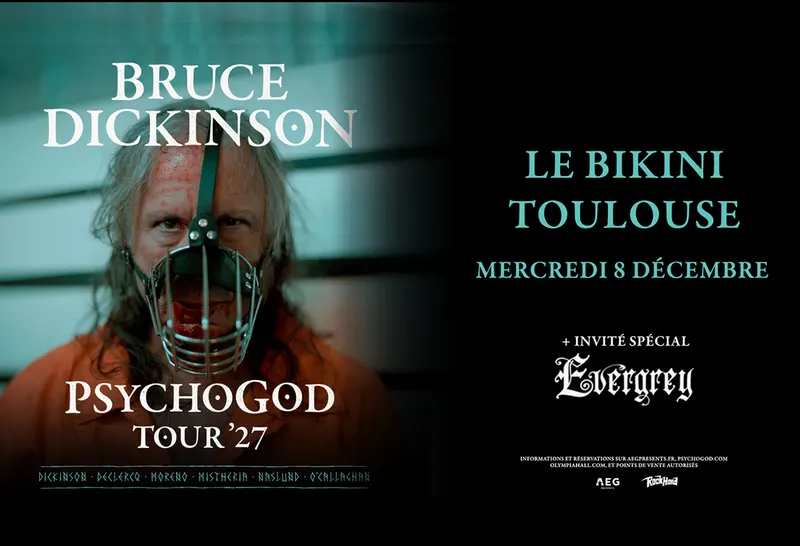 BRUCE
DICKINSON
PSYCHOGOD
TOUR '27
DICKINSON · DECLERCQ · MORENO · MISTHERIA · NASLUND · O'CALLAGHAN
LE BIKINI
TOULOUSE
MERCREDI 8 DÉCEMBRE
+ INVITÉ SPÉCIAL
Evergrey
INFORMATIONS ET RÉSERVATIONS SUR AEGPRESENTS.FR, PSYCHOGOD.COM
OLYMPIAHALL.COM, ET POINTS DE VENTE AUTORISÉS
AEG
PRESENTS
RockHard